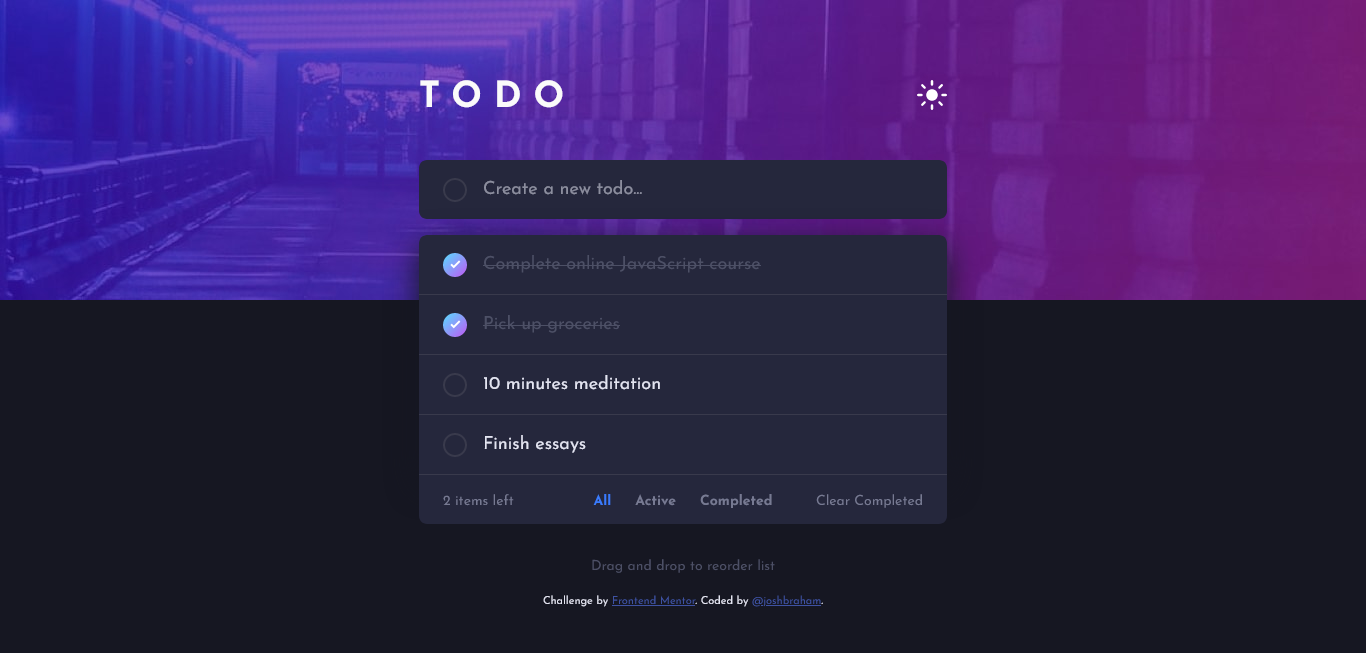 TODO
Create a new todo...
Complete online JavaScript course
Pick up groceries
10 minutes meditation
Finish essays
2 items left All Active Completed Clear Completed
Drag and drop to reorder list
Challenge by Frontend Mentor. Coded by @joshbraham.